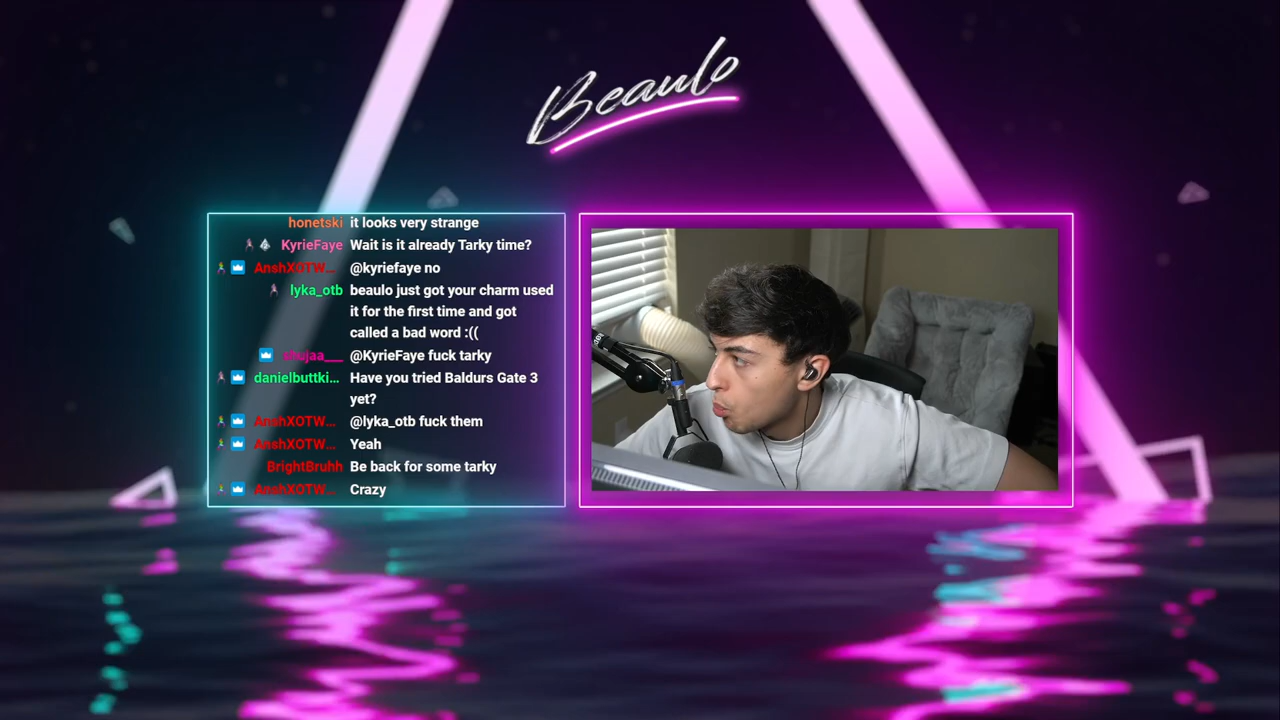 Beaulo
honetski it looks very strange
KyrieFaye Wait is it already Tarky time?
AnshXOTW... @kyriefaye no
lyka_otb beaulo just got your charm used
it for the first time and got
called a bad word :((
shujaa___ @KyrieFaye fuck tarky
danielbuttki... Have you tried Baldurs Gate 3
yet?
AnshXOTW... @lyka_otb fuck them
AnshXOTW... Yeah
BrightBruhh Be back for some tarky
AnshXOTW... Crazy